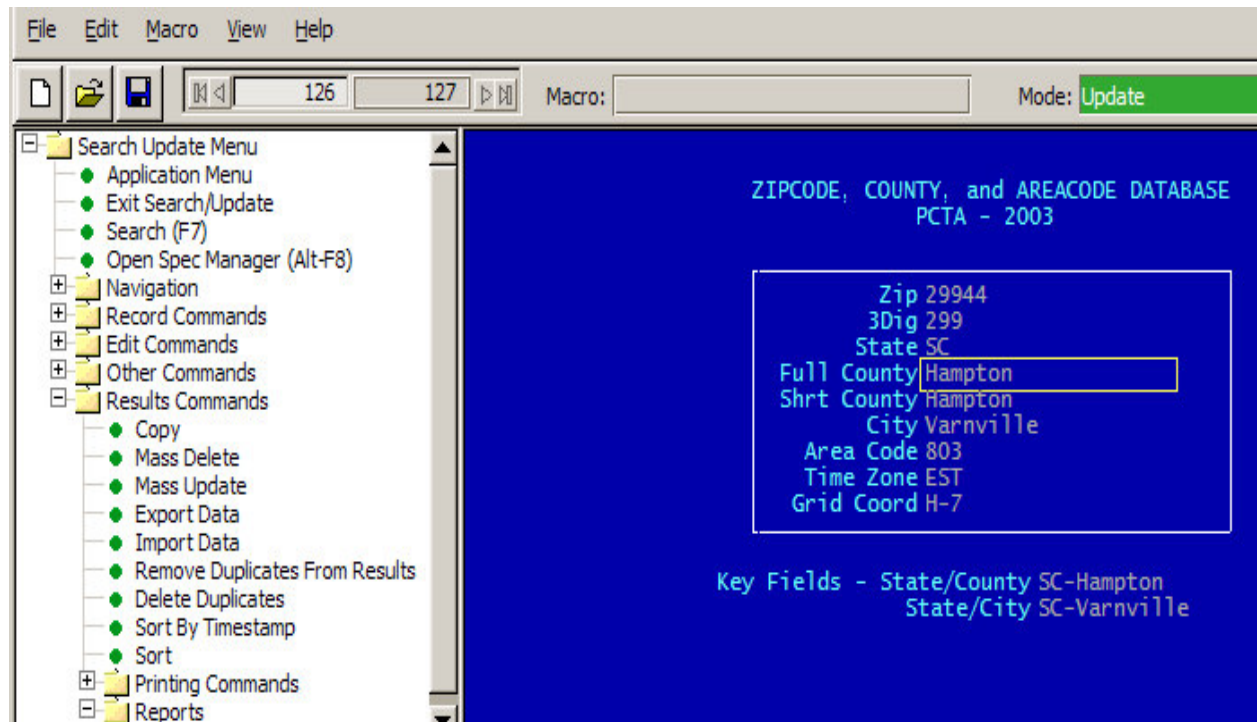 File Edit Macro View Help
126 127 Macro: Mode: Update
Search Update Menu
Application Menu
Exit Search/Update
Search (F7)
Open Spec Manager (Alt-F8)
Navigation
Record Commands
Edit Commands
Other Commands
Results Commands
Copy
Mass Delete
Mass Update
Export Data
Import Data
Remove Duplicates From Results
Delete Duplicates
Sort By Timestamp
Sort
Printing Commands
Reports
ZIPCODE, COUNTY, and AREACODE DATABASE
PCTA - 2003
Zip 29944
3Dig 299
State SC
Full County Hampton
Shrt County Hampton
City Varnville
Area Code 803
Time Zone EST
Grid Coord H-7
Key Fields - State/County SC-Hampton
State/City SC-Varnville